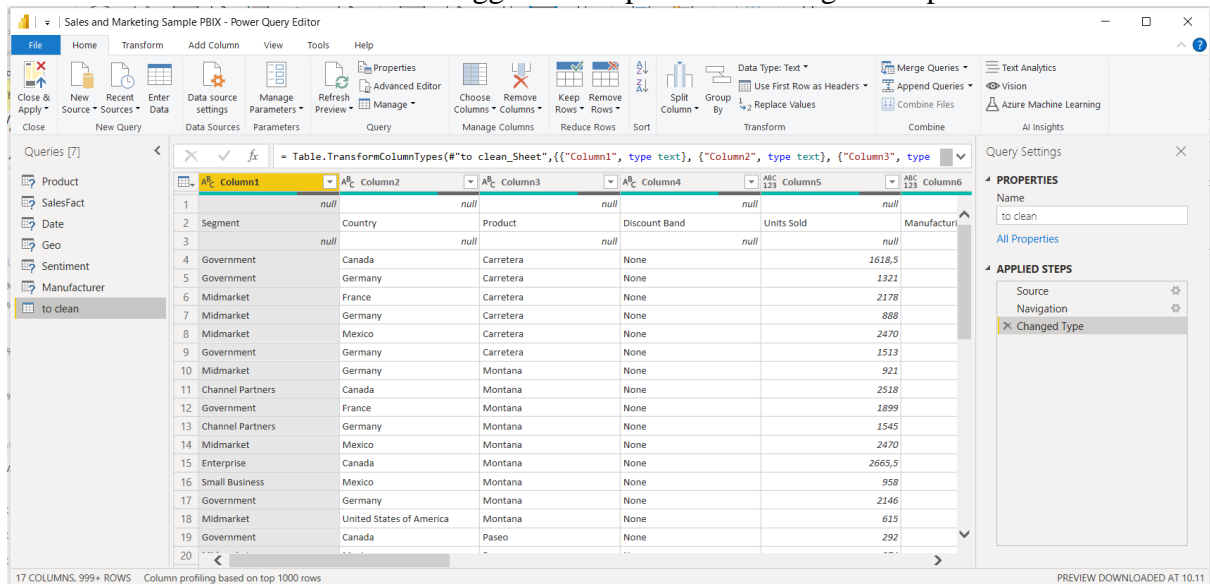 Sales and Marketing Sample PBIX - Power Query Editor
File Home Transform Add Column View Tools Help
Close & Apply
New Source
Recent Sources
Enter Data
Data source settings
Manage Parameters
Refresh Preview
Properties
Advanced Editor
Manage
Choose Columns
Remove Columns
Keep Rows
Remove Rows
Split Column
Group By
Data Type: Text
Use First Row as Headers
Replace Values
Merge Queries
Append Queries
Combine Files
Text Analytics
Vision
Azure Machine Learning
Close New Query Data Sources Parameters Query Manage Columns Reduce Rows Sort Transform Combine AI Insights
Queries [7]
Product
SalesFact
Date
Geo
Sentiment
Manufacturer
to clean
fx = Table.TransformColumnTypes(#"to clean_Sheet",{{"Column1", type text}, {"Column2", type text}, {"Column3", type
ABC Column1 ABC Column2 ABC Column3 ABC Column4 ABC 123 Column5 ABC 123 Column6
1 null null null null null
2 Segment Country Product Discount Band Units Sold Manufacturi
3 null null null null null
4 Government Canada Carretera None 1618,5
5 Government Germany Carretera None 1321
6 Midmarket France Carretera None 2178
7 Midmarket Germany Carretera None 888
8 Midmarket Mexico Carretera None 2470
9 Government Germany Carretera None 1513
10 Midmarket Germany Montana None 921
11 Channel Partners Canada Montana None 2518
12 Government France Montana None 1899
13 Channel Partners Germany Montana None 1545
14 Midmarket Mexico Montana None 2470
15 Enterprise Canada Montana None 2665,5
16 Small Business Mexico Montana None 958
17 Government Germany Montana None 2146
18 Midmarket United States of America Montana None 615
19 Government Canada Paseo None 292
20
Query Settings
PROPERTIES
Name
to clean
All Properties
APPLIED STEPS
Source
Navigation
Changed Type
17 COLUMNS, 999+ ROWS Column profiling based on top 1000 rows
PREVIEW DOWNLOADED AT 10.11